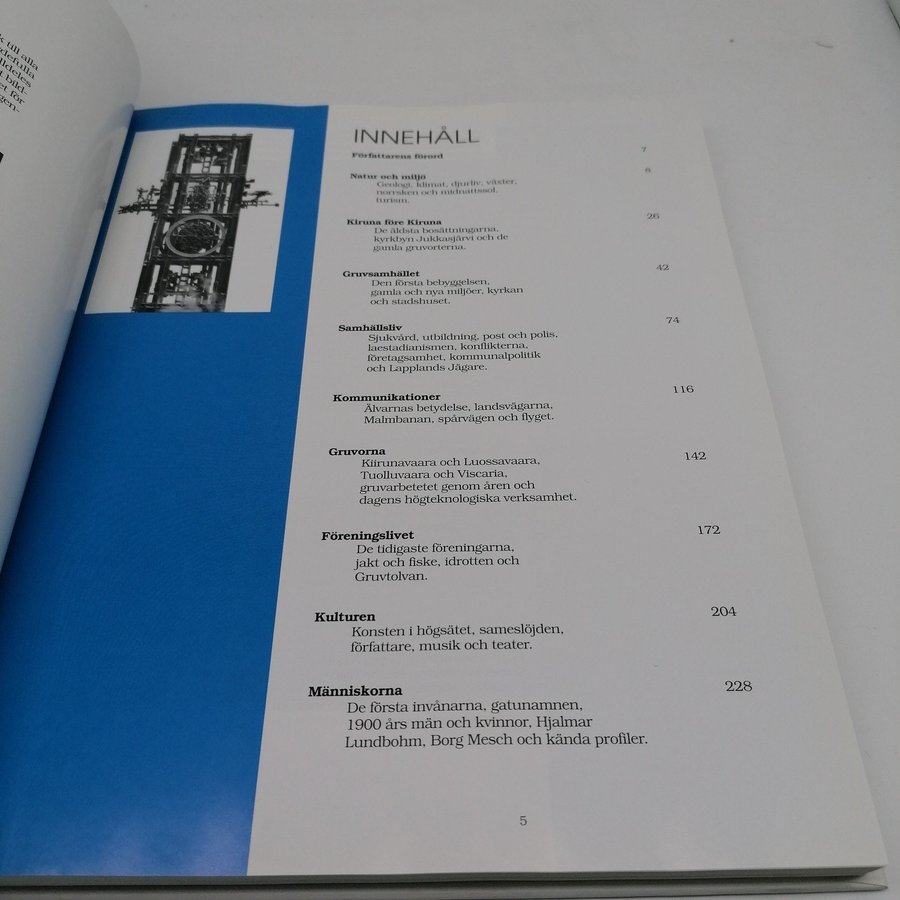 till alla
INNEHÅLL
Författarens förord 7
Natur och miljö 8
Geologi, klimat, djurliv, växter,
norrsken och midnattssol,
turism.
Kiruna före Kiruna 26
De äldsta bosättningarna,
kyrkbyn Jukkasjärvi och de
gamla gruvorterna.
Gruvsamhället 42
Den första bebyggelsen,
gamla och nya miljöer, kyrkan
och stadshuset.
Samhällsliv 74
Sjukvård, utbildning, post och polis,
laestadianismen, konflikterna,
företagsamhet, kommunalpolitik
och Lapplands Jägare.
Kommunikationer 116
Älvarnas betydelse, landsvägarna,
Malmbanan, spårvägen och flyget.
Gruvorna 142
Kiirunavaara och Luossavaara,
Tuolluvaara och Viscaria,
gruvarbetetet genom åren och
dagens högteknologiska verksamhet.
Föreningslivet 172
De tidigaste föreningarna,
jakt och fiske, idrotten och
Gruvtolvan.
Kulturen 204
Konsten i högsätet, sameslöjden,
författare, musik och teater.
Människorna 228
De första invånarna, gatunamnen,
1900 års män och kvinnor, Hjalmar
Lundbohm, Borg Mesch och kända profiler.
5